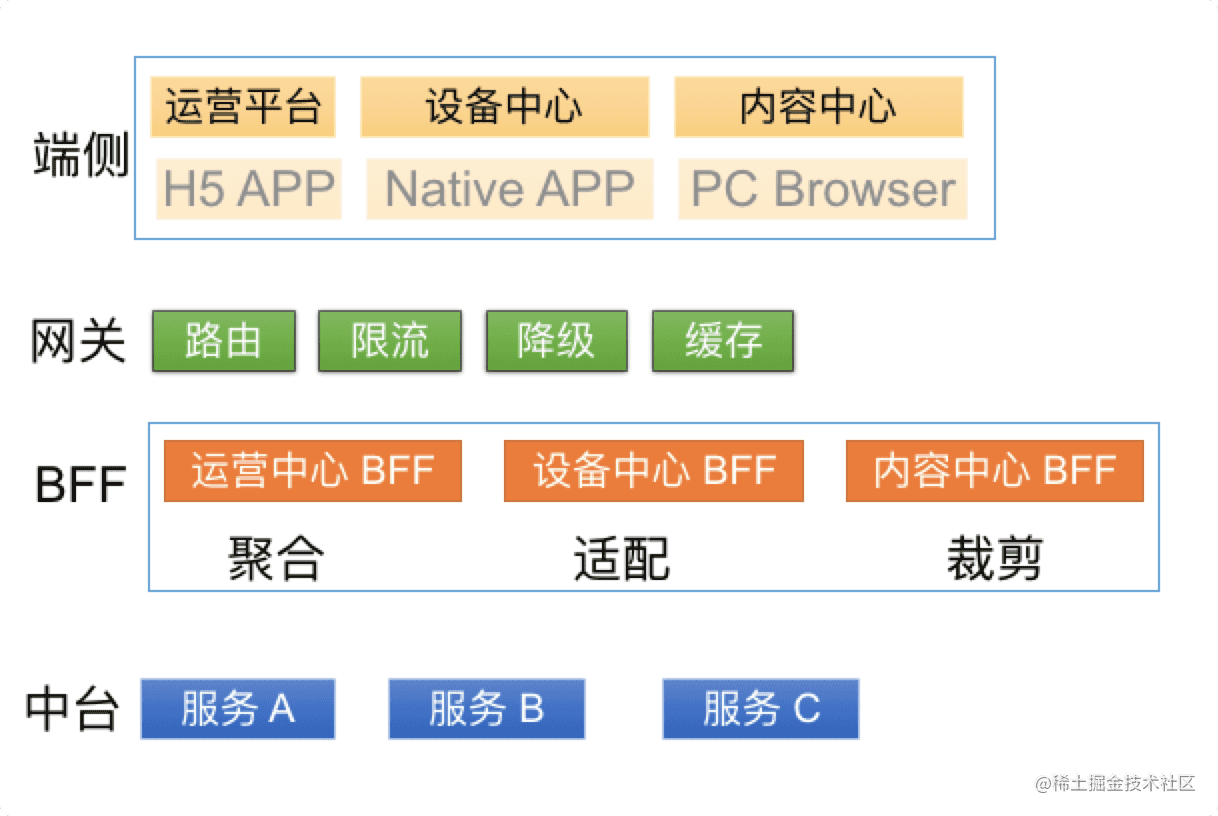 端侧
运营平台 设备中心 内容中心
H5 APP Native APP PC Browser
网关 路由 限流 降级 缓存
BFF
运营中心 BFF 设备中心 BFF 内容中心 BFF
聚合 适配 裁剪
中台 服务 A 服务 B 服务 C
@稀土掘金技术社区